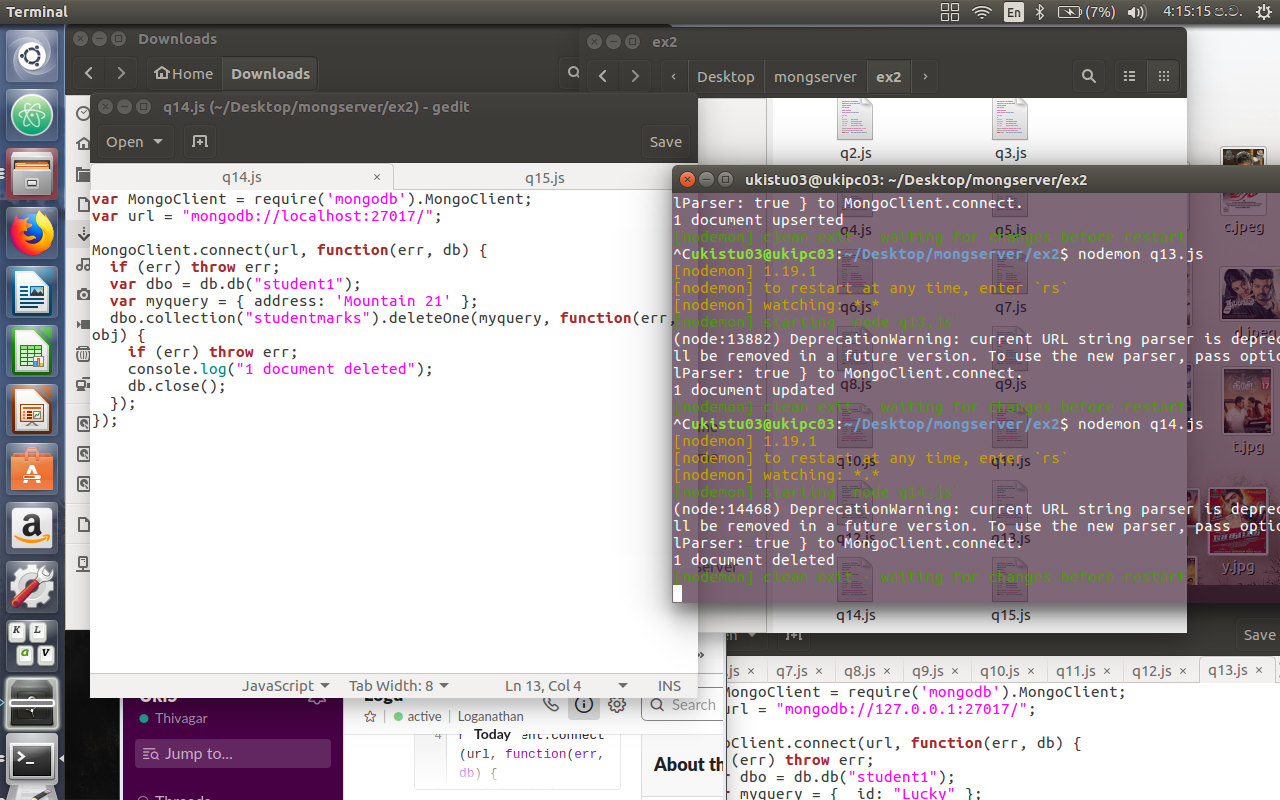 Terminal
En
(7%)
4:15:15 ප.ව.
Downloads
Home
Downloads
ex2
Desktop
mongserver
ex2
q2.js
q3.js
q14.js (~/Desktop/mongserver/ex2) - gedit
Open
Save
q14.js ×
q15.js
var MongoClient = require('mongodb').MongoClient;
var url = "mongodb://localhost:27017/";
MongoClient.connect(url, function(err, db) {
if (err) throw err;
var dbo = db.db("student1");
var myquery = { address: 'Mountain 21' };
dbo.collection("studentmarks").deleteOne(myquery, function(err,
obj) {
if (err) throw err;
console.log("1 document deleted");
db.close();
});
});
JavaScript
Tab Width: 8
Ln 13, Col 4
INS
ukistu03@ukipc03: ~/Desktop/mongserver/ex2
lParser: true } to MongoClient.connect.
1 document upserted
[nodemon] clean exit - waiting for changes before restart
^Cukistu03@ukipc03:~/Desktop/mongserver/ex2$ nodemon q13.js
[nodemon] 1.19.1
[nodemon] to restart at any time, enter `rs`
[nodemon] watching: *.*
[nodemon] starting `node q13.js`
(node:13882) DeprecationWarning: current URL string parser is deprec
ll be removed in a future version. To use the new parser, pass optio
lParser: true } to MongoClient.connect.
1 document updated
[nodemon] clean exit - waiting for changes before restart
^Cukistu03@ukipc03:~/Desktop/mongserver/ex2$ nodemon q14.js
[nodemon] 1.19.1
[nodemon] to restart at any time, enter `rs`
[nodemon] watching: *.*
[nodemon] starting `node q14.js`
(node:14468) DeprecationWarning: current URL string parser is deprec
ll be removed in a future version. To use the new parser, pass optio
lParser: true } to MongoClient.connect.
1 document deleted
[nodemon] clean exit - waiting for changes before restart
q4.js
q5.js
q6.js
q7.js
q8.js
q9.js
q10.js
q11.js
q12.js
q13.js
q14.js
q15.js
c.jpeg
d.jpeg
t.jpg
y.jpg
Save
.js ×
q7.js ×
q8.js ×
q9.js ×
q10.js ×
q11.js ×
q12.js ×
q13.js ×
MongoClient = require('mongodb').MongoClient;
url = "mongodb://127.0.0.1:27017/";
oClient.connect(url, function(err, db) {
(err) throw err;
dbo = db.db("student1");
myquery = { _id: "Lucky" };
Thivagar
Jump to...
Threads
active
Loganathan
Search
4
Today
ent.connect
(url, function(err,
db) {
About th
K L
a v